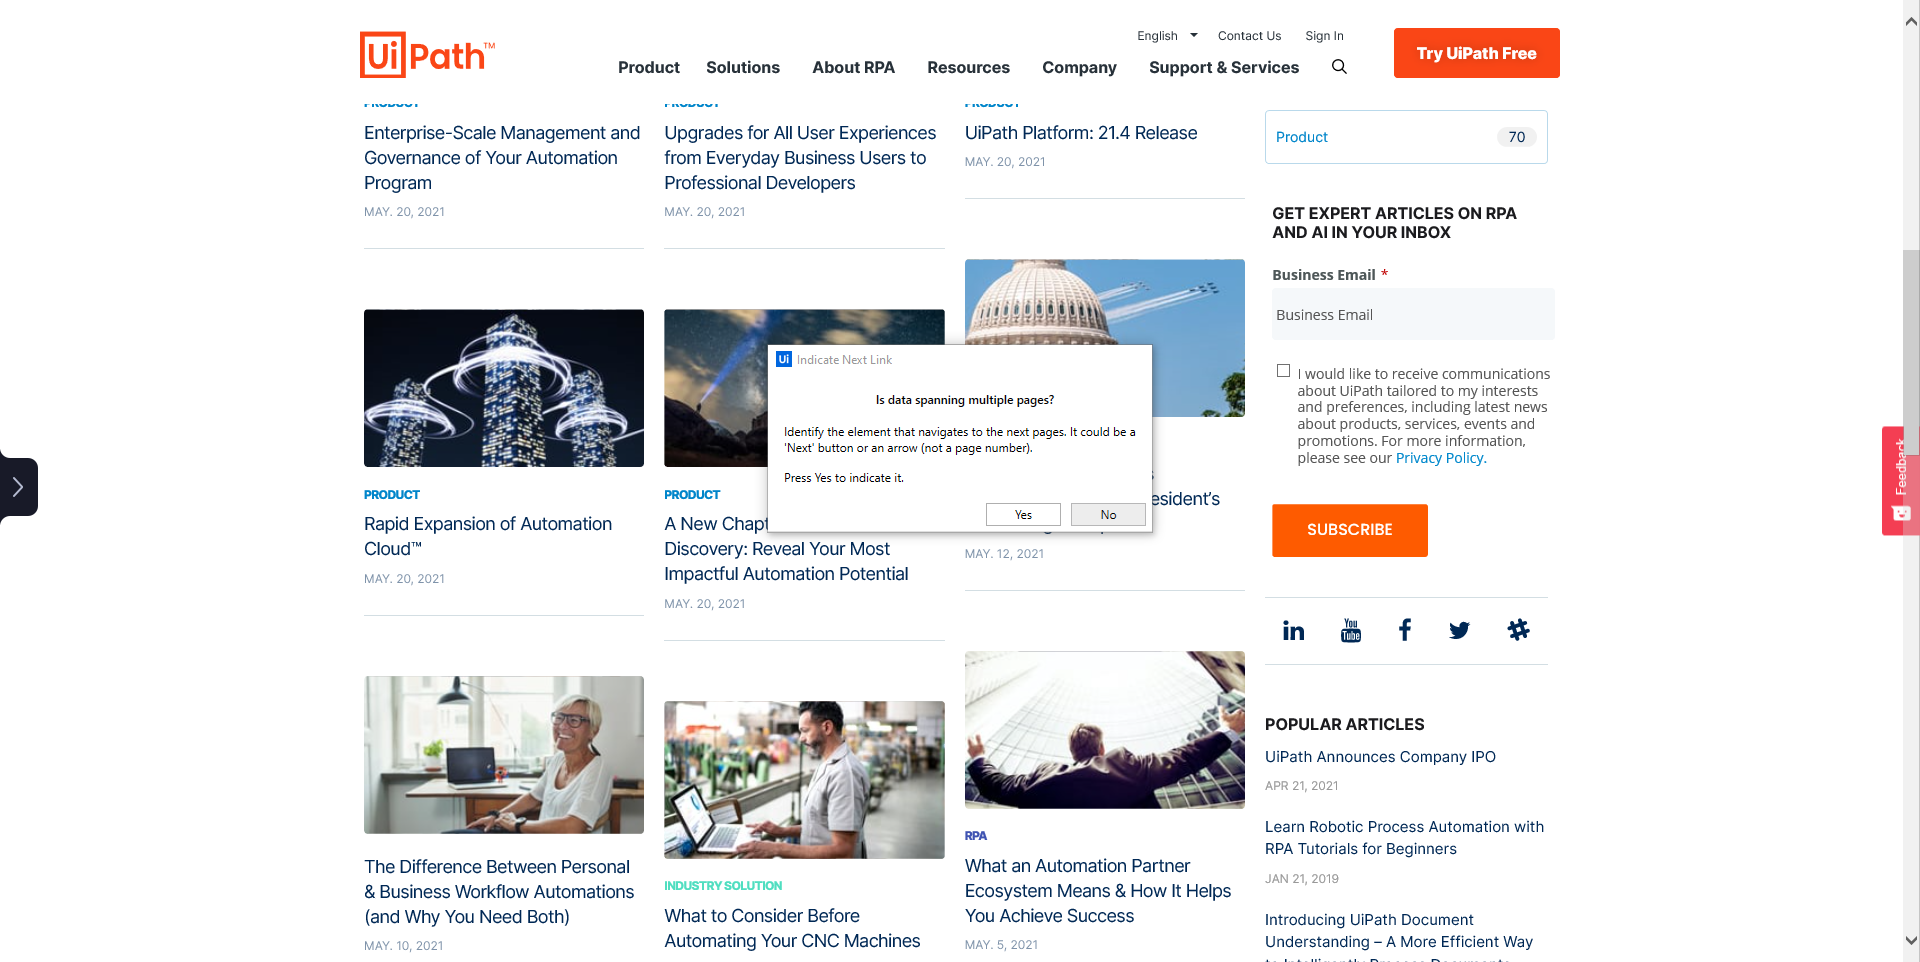 UiPath™
English
Contact Us
Sign In
Product
Solutions
About RPA
Resources
Company
Support & Services
Try UiPath Free
PRODUCT
Enterprise-Scale Management and
Governance of Your Automation
Program
MAY. 20, 2021
PRODUCT
Upgrades for All User Experiences
from Everyday Business Users to
Professional Developers
MAY. 20, 2021
PRODUCT
UiPath Platform: 21.4 Release
MAY. 20, 2021
Product 70
GET EXPERT ARTICLES ON RPA
AND AI IN YOUR INBOX
Business Email *
Business Email
I would like to receive communications
about UiPath tailored to my interests
and preferences, including latest news
about products, services, events and
promotions. For more information,
please see our Privacy Policy.
SUBSCRIBE
Feedback
Ui Indicate Next Link
Is data spanning multiple pages?
Identify the element that navigates to the next pages. It could be a
'Next' button or an arrow (not a page number).
Press Yes to indicate it.
Yes
No
PRODUCT
Rapid Expansion of Automation
Cloud™
MAY. 20, 2021
PRODUCT
A New Chapt
Discovery: Reveal Your Most
Impactful Automation Potential
MAY. 20, 2021
esident's
MAY. 12, 2021
in
You
Tube
The Difference Between Personal
& Business Workflow Automations
(and Why You Need Both)
MAY. 10, 2021
INDUSTRY SOLUTION
What to Consider Before
Automating Your CNC Machines
RPA
What an Automation Partner
Ecosystem Means & How It Helps
You Achieve Success
MAY. 5, 2021
POPULAR ARTICLES
UiPath Announces Company IPO
APR 21, 2021
Learn Robotic Process Automation with
RPA Tutorials for Beginners
JAN 21, 2019
Introducing UiPath Document
Understanding – A More Efficient Way
to Intelligently Process Documents